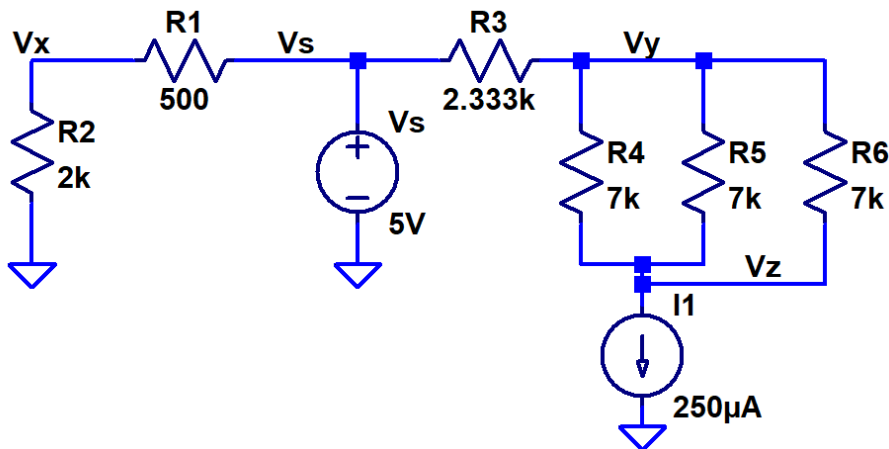 R1
R3
Vx
Vs
Vy
500
2.333k
R2
Vs
R4
R5
R6
2k
7k
7k
7k
+
−
5V
Vz
I1
250µA